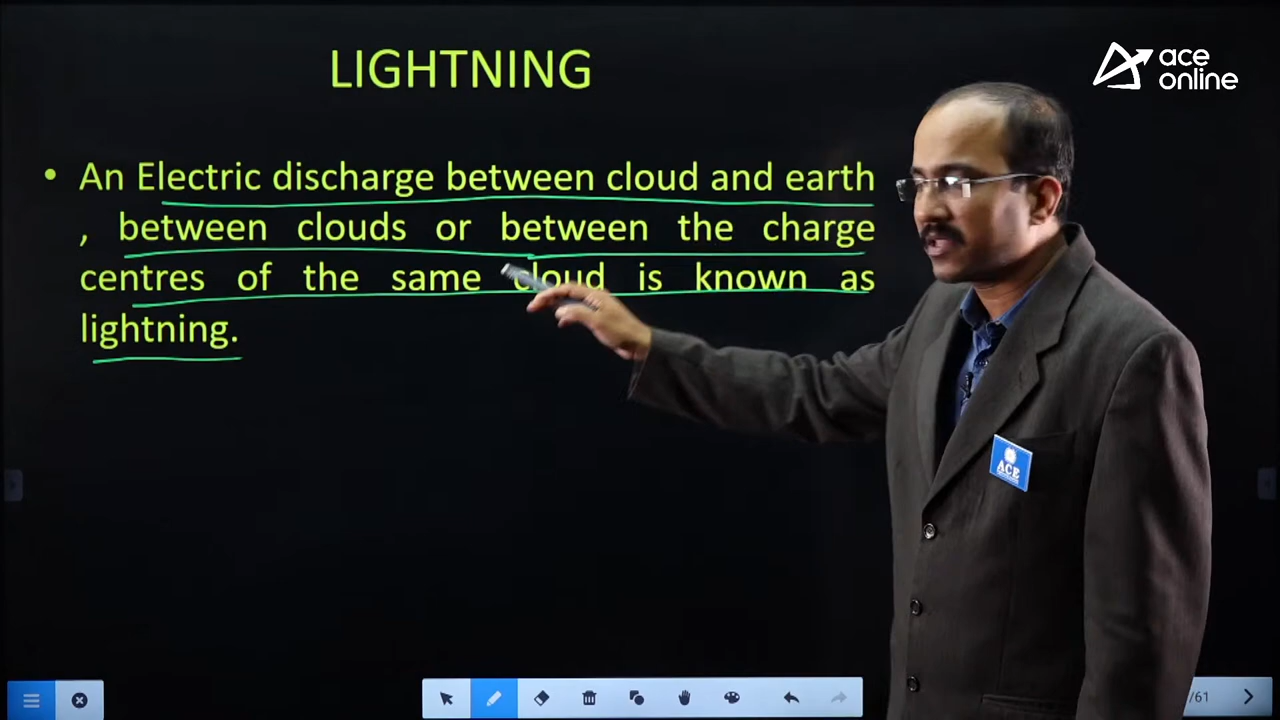 LIGHTNING
ace
online
• An Electric discharge between cloud and earth
, between clouds or between the charge
centres of the same cloud is known as
lightning.
ACE
/61